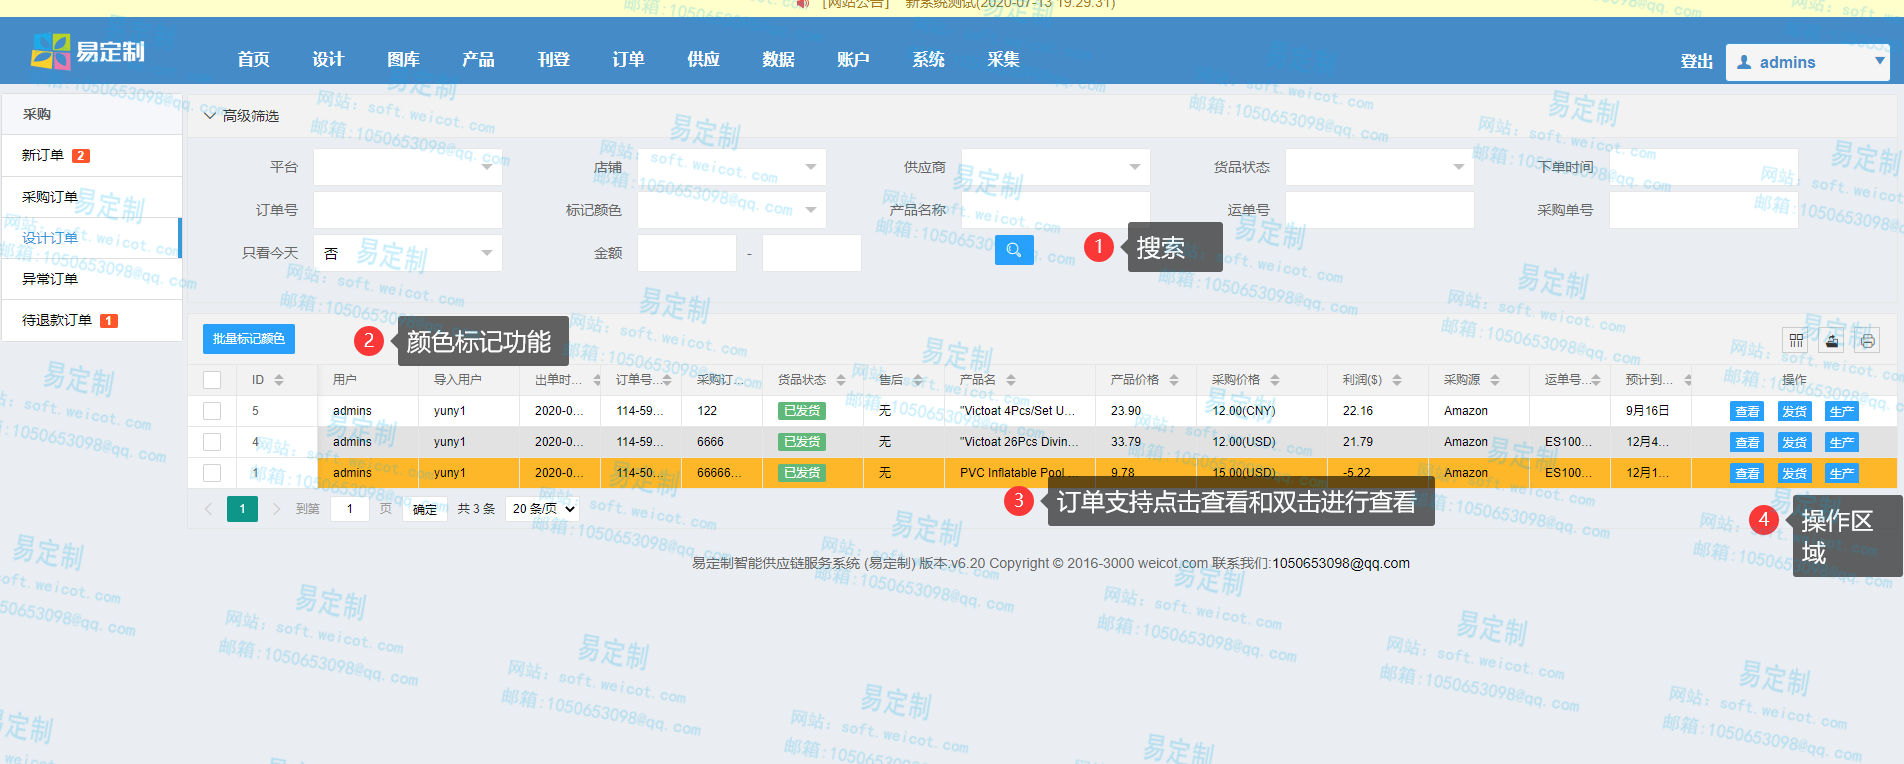 [网站公告] 新系统测试(2020-07-13 19:29:31)
易定制 首页 设计 图库 产品 刊登 订单 供应 数据 账户 系统 采集 登出 admins
采购
新订单 2
采购订单
设计订单
异常订单
待退款订单 1
高级筛选
平台 店铺 供应商 货品状态 下单时间
订单号 标记颜色 产品名称 运单号 采购单号
只看今天 否 金额 -
1 搜索
批量标记颜色
2 颜色标记功能
ID 用户 导入用户 出单时... 订单号... 采购订... 货品状态 售后 产品名 产品价格 采购价格 利润($) 采购源 运单号... 预计到... 操作
5 admins yuny1 2020-0... 114-59... 122 已发货 无 "Victoat 4Pcs/Set U... 23.90 12.00(CNY) 22.16 Amazon 9月16日 查看 发货 生产
4 admins yuny1 2020-0... 114-59... 6666 已发货 无 "Victoat 26Pcs Divin... 33.79 12.00(USD) 21.79 Amazon ES100... 12月4... 查看 发货 生产
1 admins yuny1 2020-0... 114-50... 66666... 已发货 无 PVC Inflatable Pool... 9.78 15.00(USD) -5.22 Amazon ES100... 12月1... 查看 发货 生产
1 到第 1 页 确定 共 3 条 20 条/页
3 订单支持点击查看和双击进行查看
4 操作区
域
易定制智能供应链服务系统 (易定制) 版本:v6.20 Copyright © 2016-3000 weicot.com 联系我们:1050653098@qq.com
易定制
网站: soft.weicot.com
邮箱:1050653098@qq.com